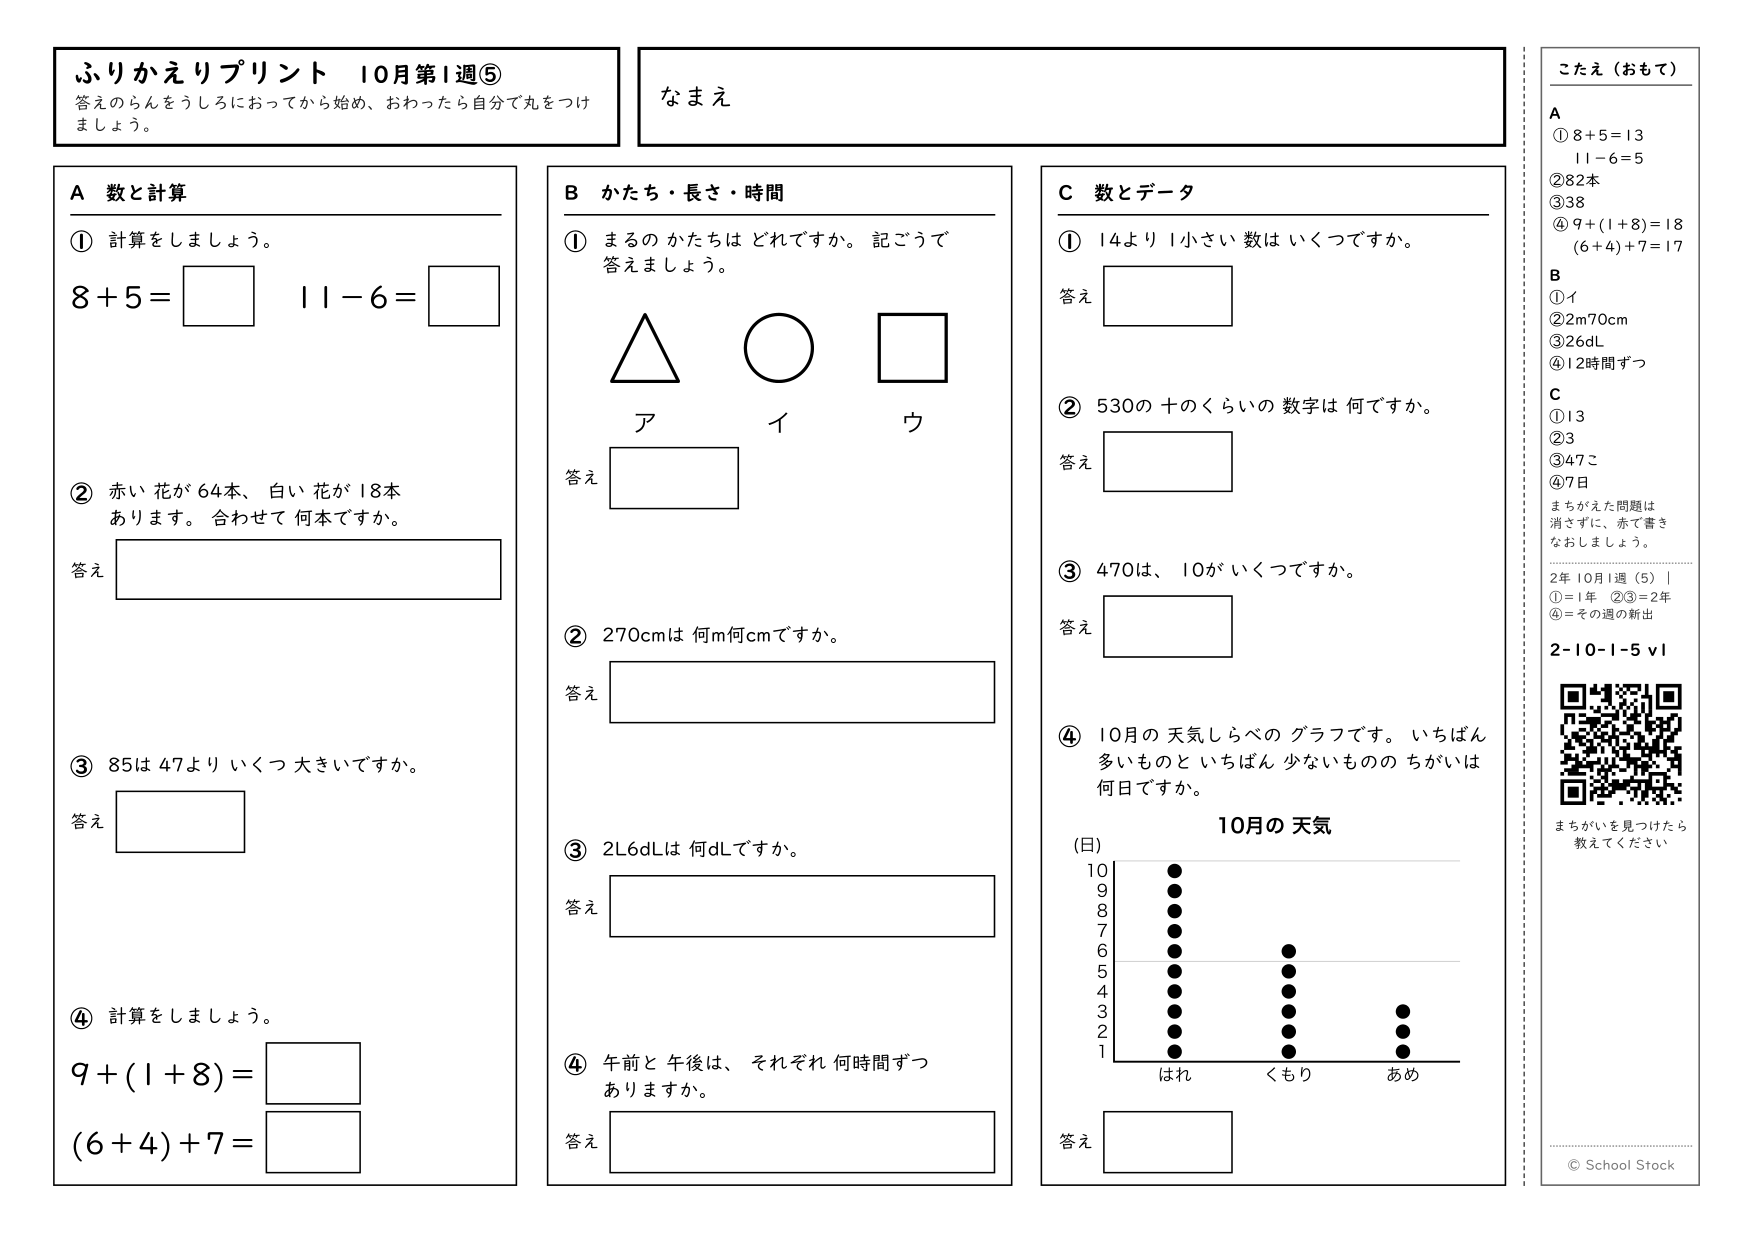 ふりかえりプリント　10月第1週⑤
答えのらんをうしろにおってから始め、おわったら自分で丸をつけ
ましょう。
なまえ
A　数と計算
① 計算をしましょう。
8＋5＝
11－6＝
② 赤い 花が 64本、 白い 花が 18本
あります。 合わせて 何本ですか。
答え
③ 85は 47より いくつ 大きいですか。
答え
④ 計算をしましょう。
9＋(1＋8)＝
(6＋4)＋7＝
B　かたち・長さ・時間
① まるの かたちは どれですか。 記ごうで
答えましょう。
ア　イ　ウ
答え
② 270cmは 何m何cmですか。
答え
③ 2L6dLは 何dLですか。
答え
④ 午前と 午後は、 それぞれ 何時間ずつ
ありますか。
答え
C　数とデータ
① 14より 1小さい 数は いくつですか。
答え
② 530の 十のくらいの 数字は 何ですか。
答え
③ 470は、 10が いくつですか。
答え
④ 10月の 天気しらべの グラフです。 いちばん
多いものと いちばん 少ないものの ちがいは
何日ですか。
10月の 天気
(日)
10
9
8
7
6
5
4
3
2
1
はれ　くもり　あめ
答え
こたえ（おもて）
A
①8＋5＝13
11－6＝5
②82本
③38
④9＋(1＋8)＝18
(6＋4)＋7＝17
B
①イ
②2m70cm
③26dL
④12時間ずつ
C
①13
②3
③47こ
④7日
まちがえた問題は
消さずに、赤で書き
なおしましょう。
2年 10月1週（5）｜
①＝1年　②③＝2年
④＝その週の新出
2-10-1-5 v1
まちがいを見つけたら
教えてください
© School Stock